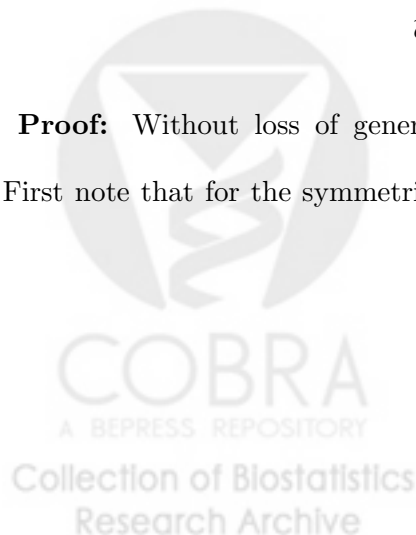 Proof: Without loss of gener
First note that for the symmetri
COBRA
A BEPRESS REPOSITORY
Collection of Biostatistics
Research Archive